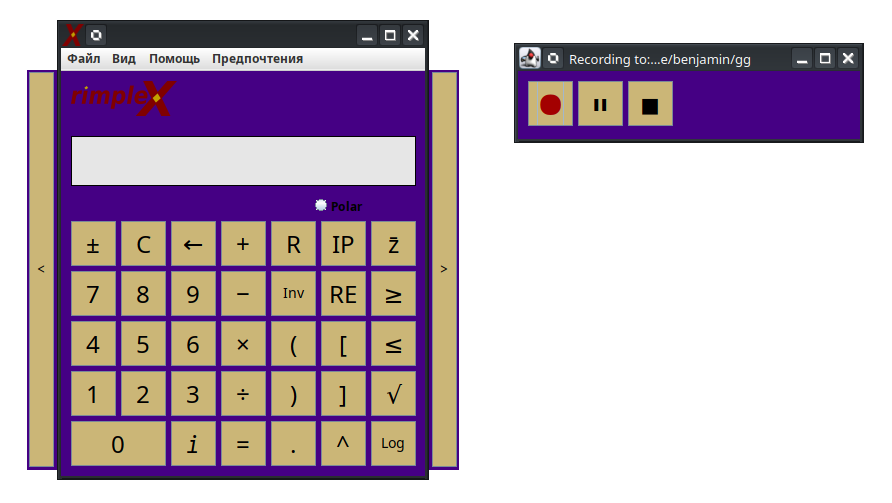 Recording to:...e/benjamin/gg
Файл Вид Помощь Предпочтения
rimpleX
Polar
± C ← + R IP z̄
7 8 9 − Inv RE ≥
< >
4 5 6 × ( [ ≤
1 2 3 ÷ ) ] √
0 i = . ^ Log